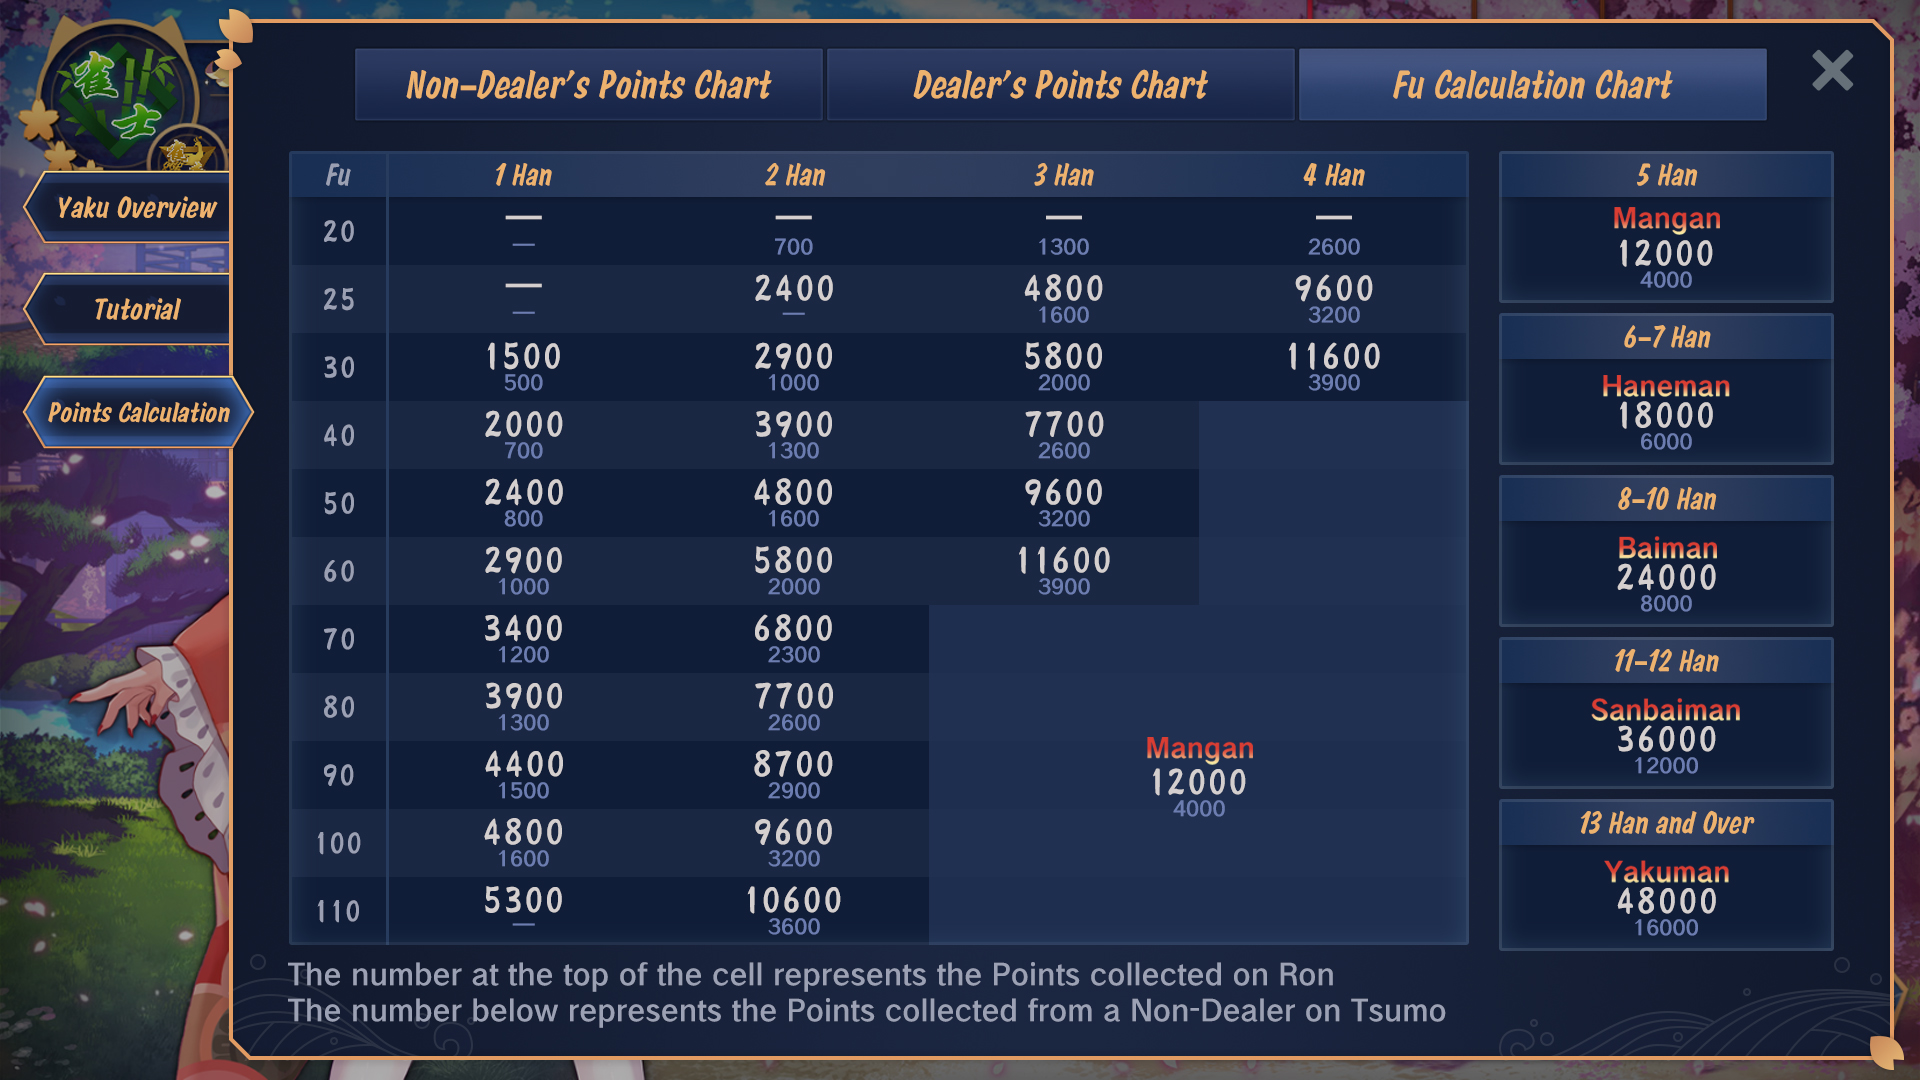 雀士
Non-Dealer's Points Chart
Dealer's Points Chart
Fu Calculation Chart
Yaku Overview
Tutorial
Points Calculation
Fu 1 Han 2 Han 3 Han 4 Han
20 — — — —
— 700 1300 2600
25 — 2400 4800 9600
— — 1600 3200
30 1500 2900 5800 11600
500 1000 2000 3900
40 2000 3900 7700
700 1300 2600
50 2400 4800 9600
800 1600 3200
60 2900 5800 11600
1000 2000 3900
70 3400 6800
1200 2300
80 3900 7700
1300 2600
90 4400 8700
1500 2900
100 4800 9600
1600 3200
110 5300 10600
— 3600
Mangan
12000
4000
5 Han
Mangan
12000
4000
6-7 Han
Haneman
18000
6000
8-10 Han
Baiman
24000
8000
11-12 Han
Sanbaiman
36000
12000
13 Han and Over
Yakuman
48000
16000
The number at the top of the cell represents the Points collected on Ron
The number below represents the Points collected from a Non-Dealer on Tsumo